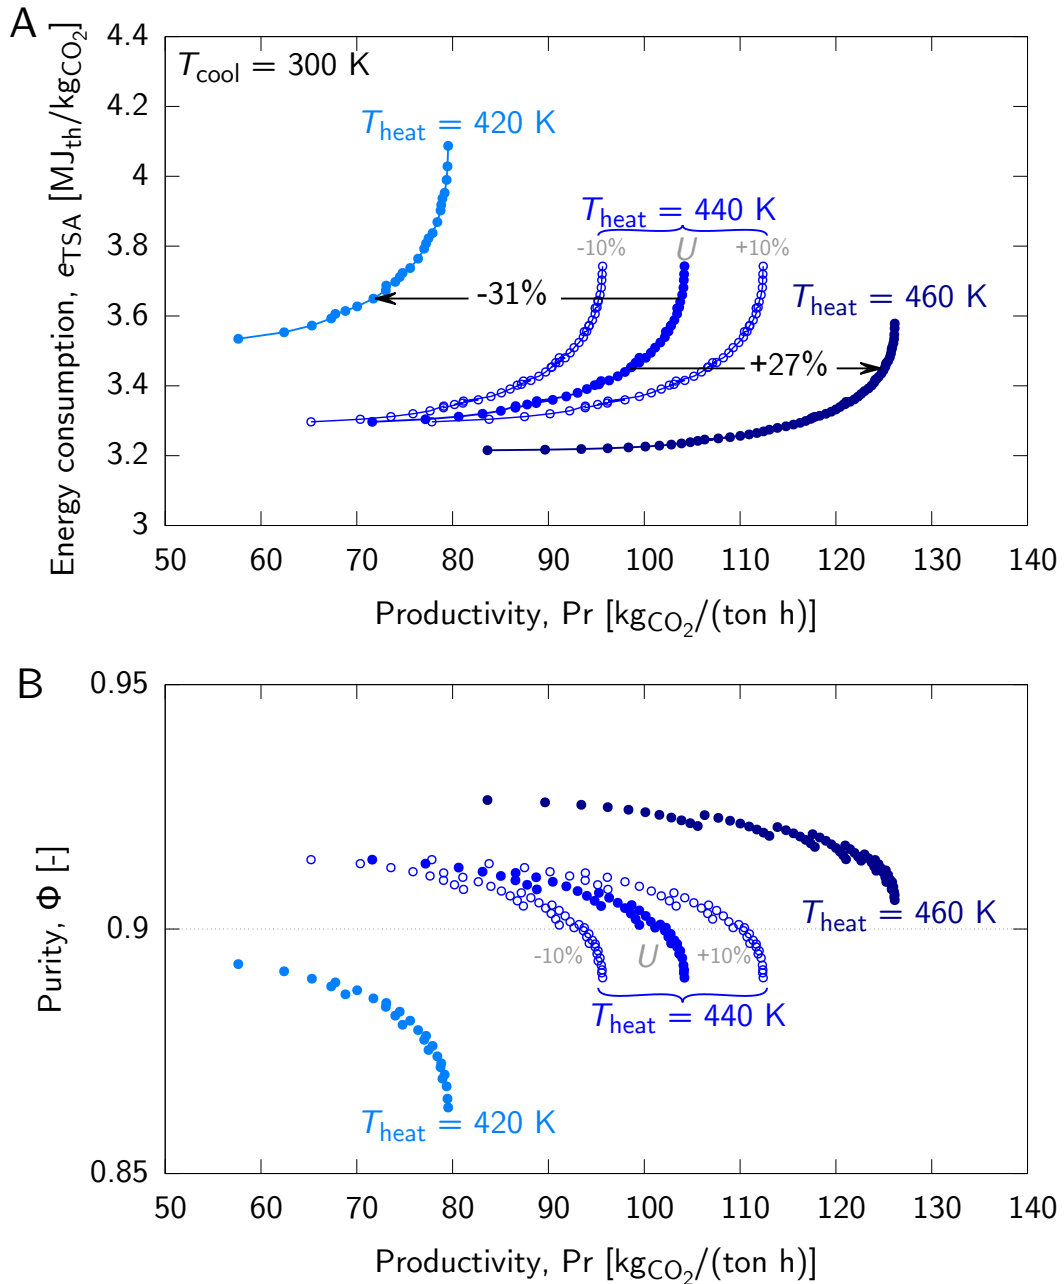 A
4.4
T_cool = 300 K
4.2
T_heat = 420 K
4
T_heat = 440 K
-10% U +10%
3.8
T_heat = 460 K
-31%
3.6
+27%
3.4
3.2
3
Energy consumption, e_TSA [MJ_th/kg_CO2]
50 60 70 80 90 100 110 120 130 140
Productivity, Pr [kg_CO2/(ton h)]
B
0.95
0.9
T_heat = 460 K
-10% U +10%
T_heat = 440 K
T_heat = 420 K
0.85
Purity, Φ [-]
50 60 70 80 90 100 110 120 130 140
Productivity, Pr [kg_CO2/(ton h)]